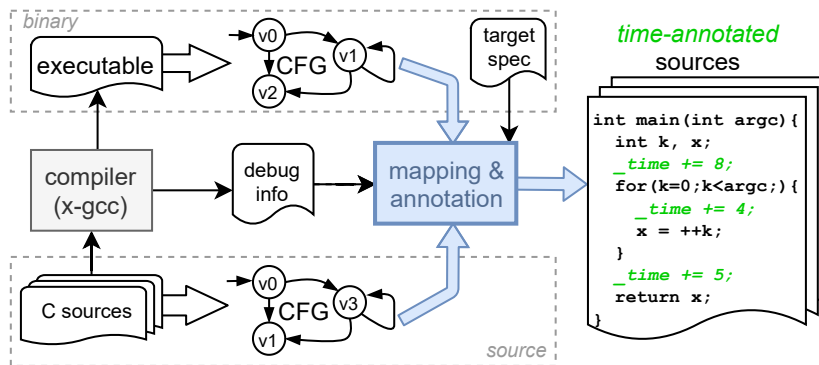 binary
executable
v0
v1
CFG
v2
target
spec
compiler
(x-gcc)
debug
info
mapping &
annotation
C sources
v0
CFG
v3
v1
source
time-annotated
sources
int main(int argc){
int k, x;
_time += 8;
for(k=0;k<argc;){
_time += 4;
x = ++k;
}
_time += 5;
return x;
}